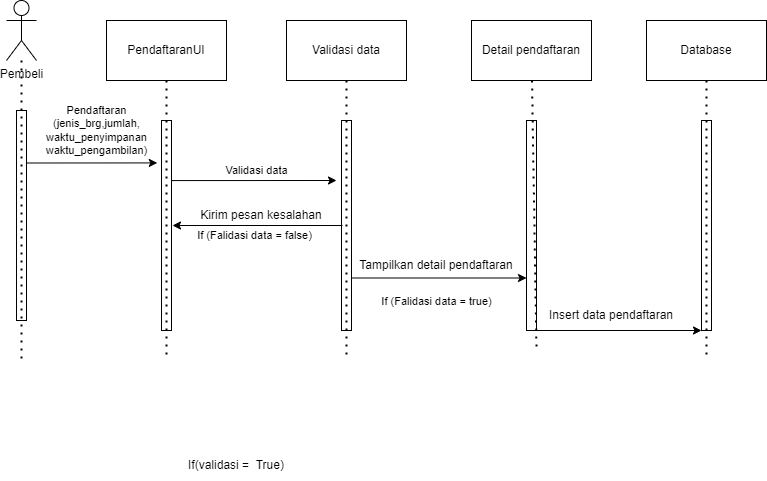 Pembeli
PendaftaranUI
Validasi data
Detail pendaftaran
Database
Pendaftaran
(jenis_brg,jumlah,
waktu_penyimpanan
waktu_pengambilan)
Validasi data
Kirim pesan kesalahan
If (Falidasi data = false)
Tampilkan detail pendaftaran
If (Falidasi data = true)
Insert data pendaftaran
If(validasi = True)